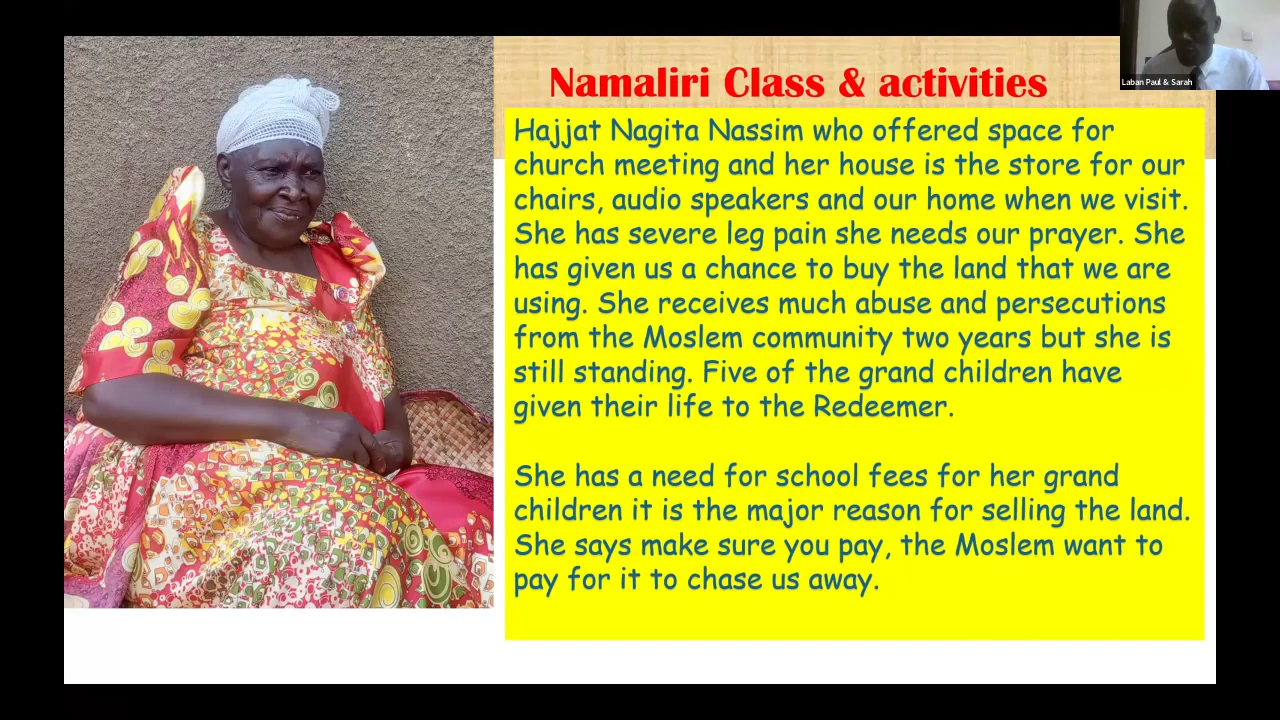 Laban Paul & Sarah
Namaliri Class & activities
Hajjat Nagita Nassim who offered space for
church meeting and her house is the store for our
chairs, audio speakers and our home when we visit.
She has severe leg pain she needs our prayer. She
has given us a chance to buy the land that we are
using. She receives much abuse and persecutions
from the Moslem community two years but she is
still standing. Five of the grand children have
given their life to the Redeemer.
She has a need for school fees for her grand
children it is the major reason for selling the land.
She says make sure you pay, the Moslem want to
pay for it to chase us away.